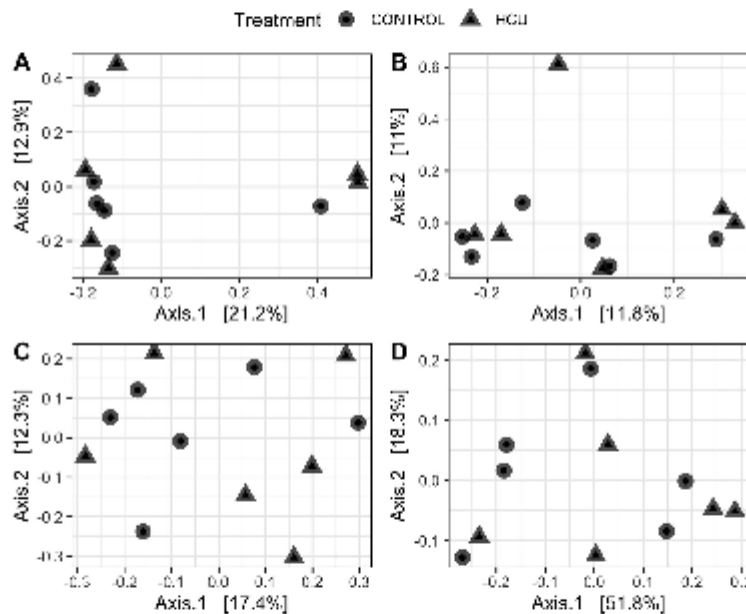 Treatment CONTROL
A
Axis.2 [12.9%]
0.4
0.2
0.0
-0.2
-0.2 0.0 0.2 0.4
Axis.1 [21.2%]
B
Axis.2 [11%]
0.6
0.4
0.2
0.0
-0.2
-0.2 0.0 0.2
Axis.1 [11.8%]
C
Axis.2 [12.3%]
0.2
0.1
0.0
-0.1
-0.2
-0.3
-0.3 -0.2 -0.1 0.0 0.1 0.2 0.3
Axis.1 [17.4%]
D
Axis.2 [18.3%]
0.2
0.1
0.0
-0.1
-0.2 -0.1 0.0 0.1 0.2 0.3
Axis.1 [51.8%]